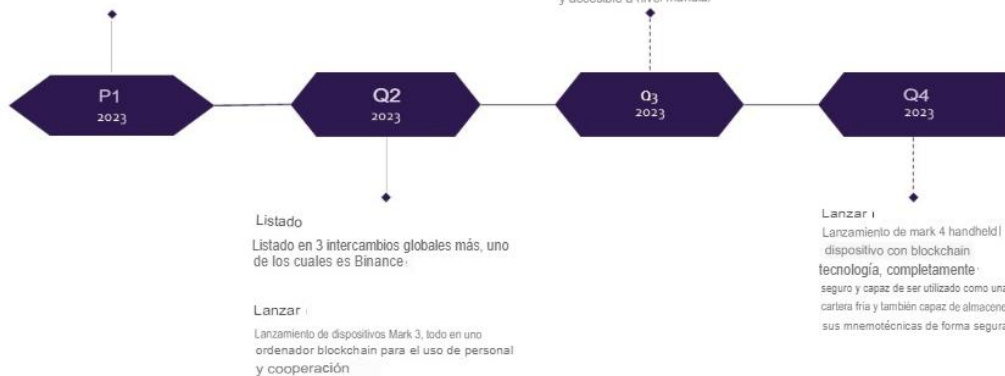 y accesible a nivel mundial
P1
2023
Q2
2023
Q3
2023
Q4
2023
Listado
Listado en 3 intercambios globales más, uno
de los cuales es Binance
Lanzar
Lanzamiento de dispositivos Mark 3, todo en uno
ordenador blockchain para el uso de personal
y cooperación
Lanzar
Lanzamiento de mark 4 handheld
dispositivo con blockchain
tecnología, completamente
seguro y capaz de ser utilizado como una
cartera fría y también capaz de almacene
sus mnemotécnicas de forma segura